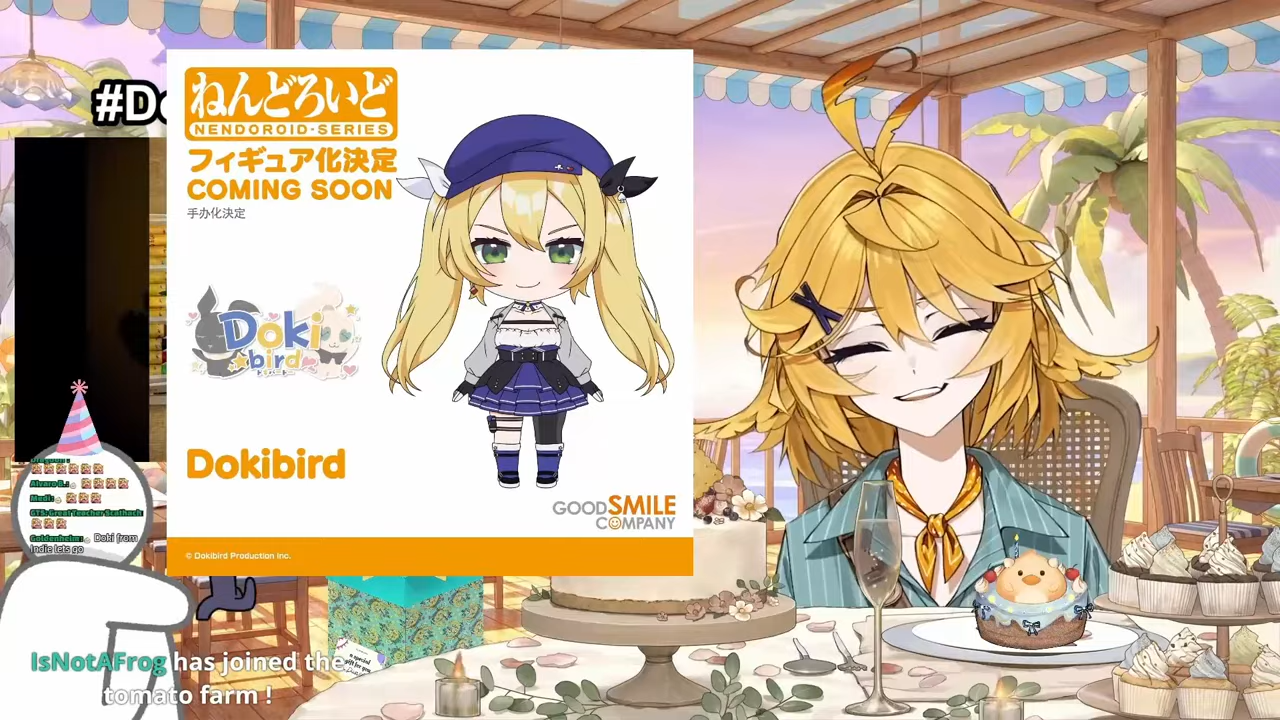 #Do
ねんどろいど
NENDOROID·SERIES
フィギュア化決定
COMING SOON
手办化決定
Doki
bird
Dokibird
GOOD SMILE
COMPANY
© Dokibird Production Inc.
Alvaro B.:
Medi:
GTS: Great Teacher Scathach
Goldenhelm: Doki from
Indie lets go
IsNotAFrog has joined the
tomato farm !